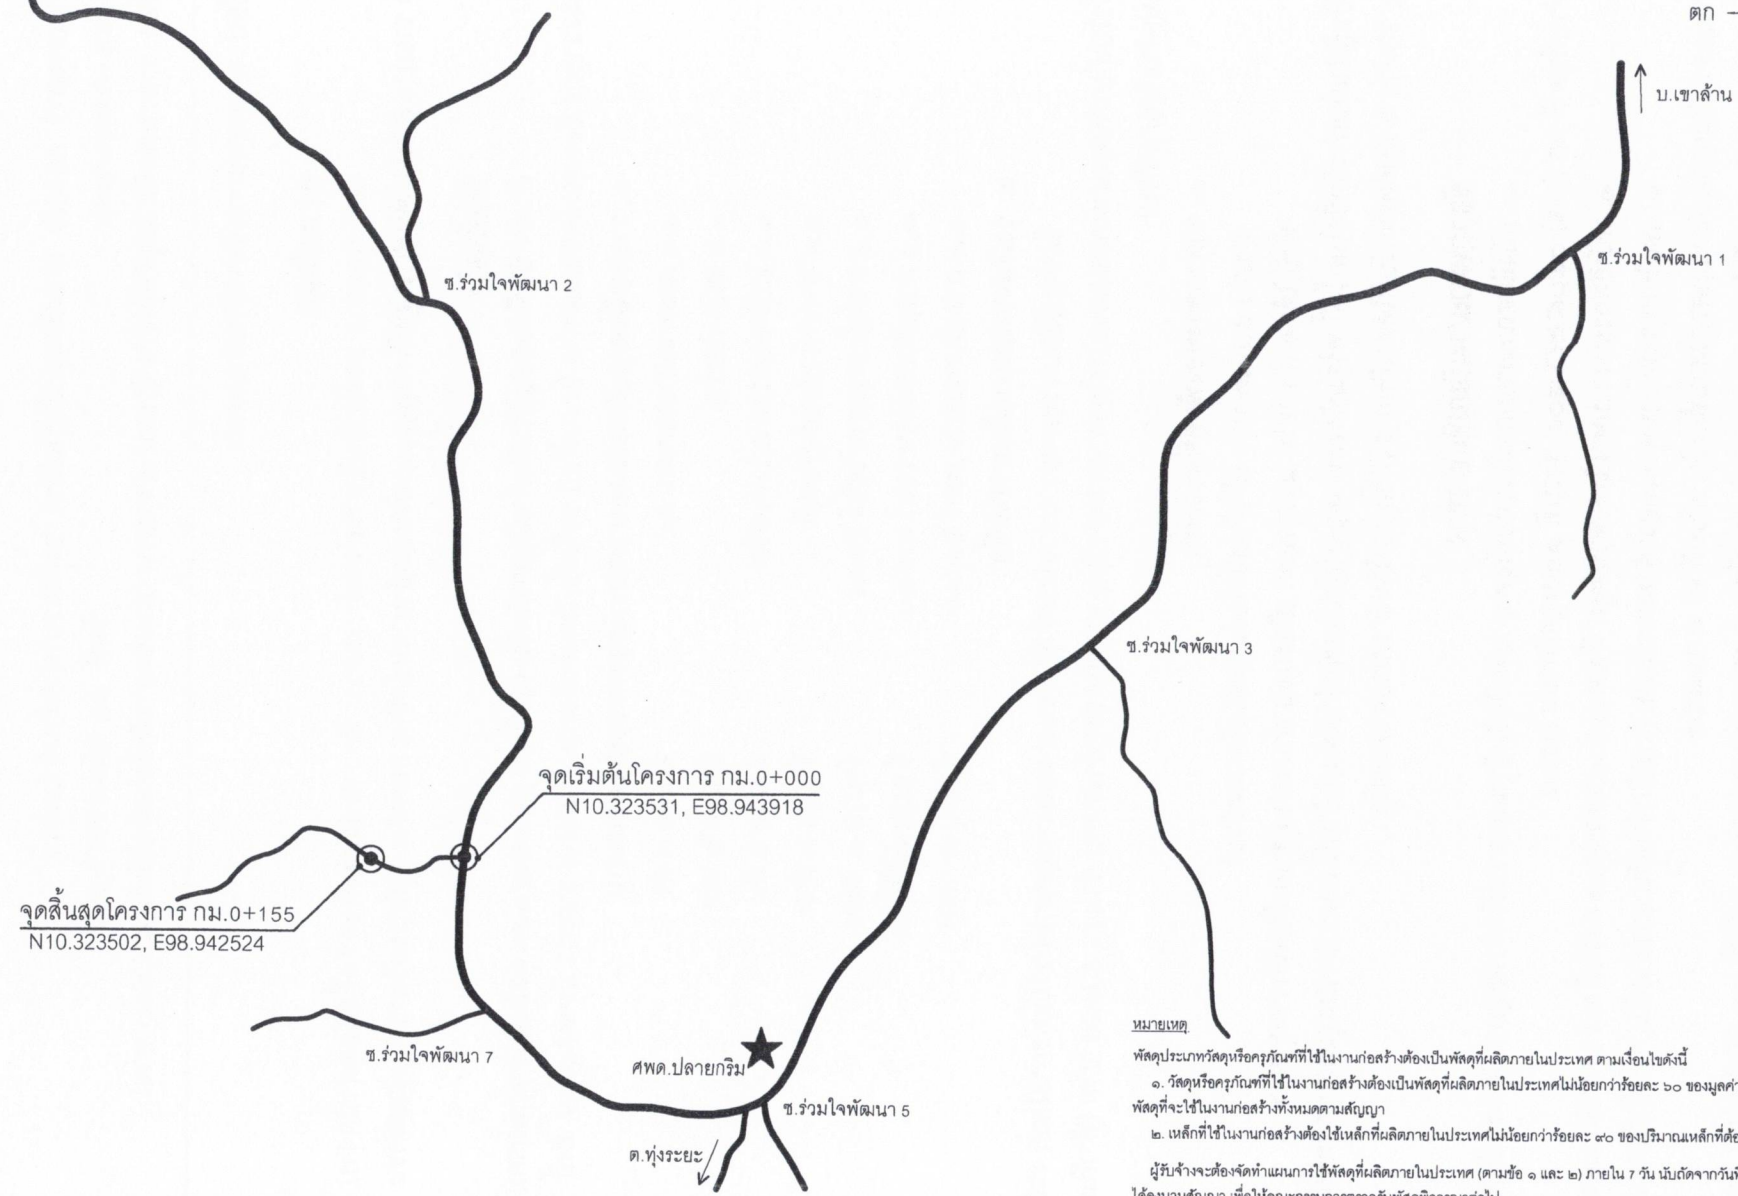 ตก
บ.เขาล้าน
ซ.ร่วมใจพัฒนา 1
ซ.ร่วมใจพัฒนา 2
ซ.ร่วมใจพัฒนา 3
จุดเริ่มต้นโครงการ กม.0+000
N10.323531, E98.943918
จุดสิ้นสุดโครงการ กม.0+155
N10.323502, E98.942524
ซ.ร่วมใจพัฒนา 7
ศพด.ปลายกริม
ซ.ร่วมใจพัฒนา 5
ต.ทุ่งระยะ
หมายเหตุ
พัสดุประเภทวัสดุหรือครุภัณฑ์ที่ใช้ในงานก่อสร้างต้องเป็นพัสดุที่ผลิตภายในประเทศ ตามเงื่อนไขดังนี้
๑. วัสดุหรือครุภัณฑ์ที่ใช้ในงานก่อสร้างต้องเป็นพัสดุที่ผลิตภายในประเทศไม่น้อยกว่าร้อยละ ๖๐ ของมูลค่า
พัสดุที่จะใช้ในงานก่อสร้างทั้งหมดตามสัญญา
๒. เหล็กที่ใช้ในงานก่อสร้างต้องใช้เหล็กที่ผลิตภายในประเทศไม่น้อยกว่าร้อยละ ๙๐ ของปริมาณเหล็กที่
ผู้รับจ้างจะต้องจัดทำแผนการใช้พัสดุที่ผลิตภายในประเทศ (ตามข้อ ๑ และ ๒) ภายใน 7 วัน นับถัดจาก